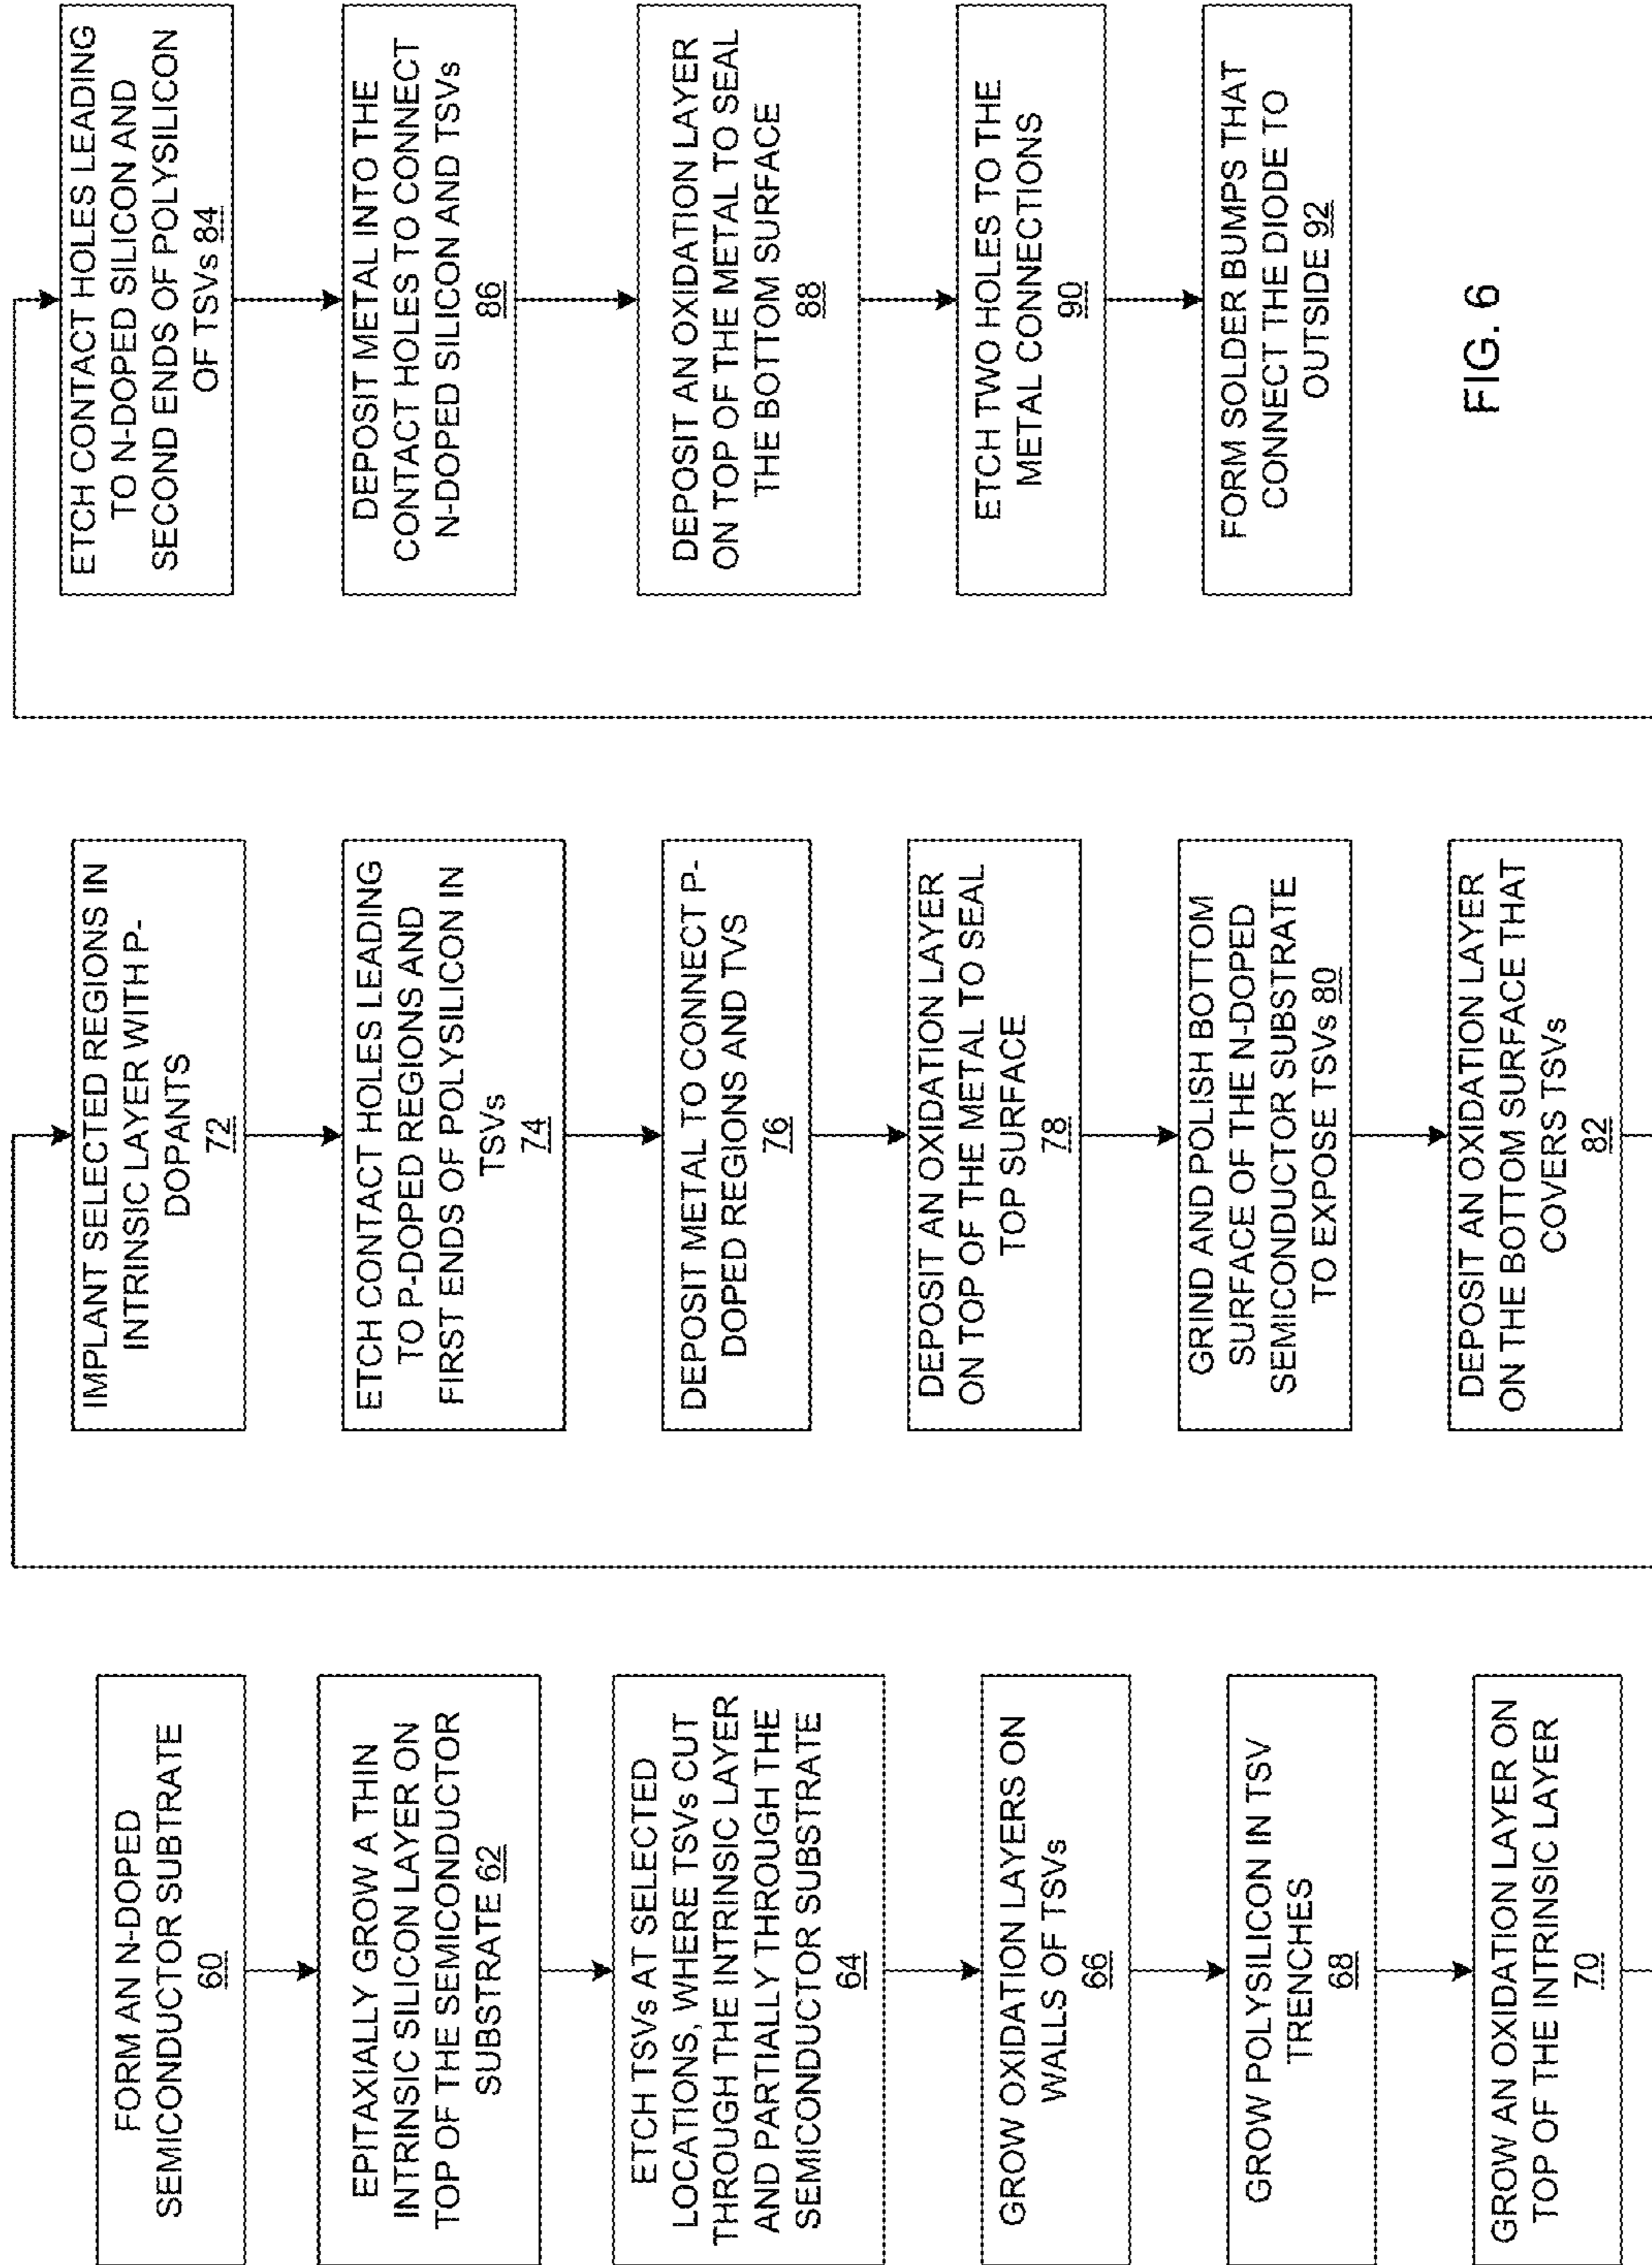 FORM AN N-DOPED
SEMICONDUCTOR SUBTRATE
60
EPITAXIALLY GROW A THIN
INTRINSIC SILICON LAYER ON
TOP OF THE SEMICONDUCTOR
SUBSTRATE 62
ETCH TSVs AT SELECTED
LOCATIONS, WHERE TSVs CUT
THROUGH THE INTRINSIC LAYER
AND PARTIALLY THROUGH THE
SEMICONDUCTOR SUBSTRATE
64
GROW OXIDATION LAYERS ON
WALLS OF TSVs
66
GROW POLYSILICON IN TSV
TRENCHES
68
GROW AN OXIDATION LAYER ON
TOP OF THE INTRINISIC LAYER
70
IMPLANT SELECTED REGIONS IN
INTRINSIC LAYER WITH P-
DOPANTS
72
ETCH CONTACT HOLES LEADING
TO P-DOPED REGIONS AND
FIRST ENDS OF POLYSILICON IN
TSVs
74
DEPOSIT METAL TO CONNECT P-
DOPED REGIONS AND TVS
76
DEPOSIT AN OXIDATION LAYER
ON TOP OF THE METAL TO SEAL
TOP SURFACE
78
GRIND AND POLISH BOTTOM
SURFACE OF THE N-DOPED
SEMICONDUCTOR SUBSTRATE
TO EXPOSE TSVs 80
DEPOSIT AN OXIDATION LAYER
ON THE BOTTOM SURFACE THAT
COVERS TSVs
82
ETCH CONTACT HOLES LEADING
TO N-DOPED SILICON AND
SECOND ENDS OF POLYSILICON
OF TSVs 84
DEPOSIT METAL INTO THE
CONTACT HOLES TO CONNECT
N-DOPED SILICON AND TSVs
86
DEPOSIT AN OXIDATION LAYER
ON TOP OF THE METAL TO SEAL
THE BOTTOM SURFACE
88
ETCH TWO HOLES TO THE
METAL CONNECTIONS
90
FORM SOLDER BUMPS THAT
CONNECT THE DIODE TO
OUTSIDE 92
FIG. 6